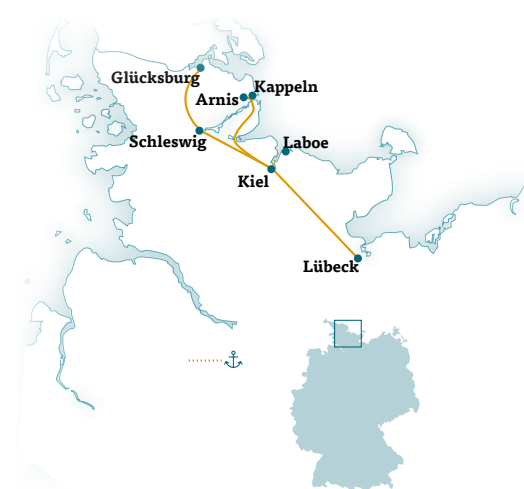 Glücksburg
Kappeln
Arnis
Schleswig
Laboe
Kiel
Lübeck